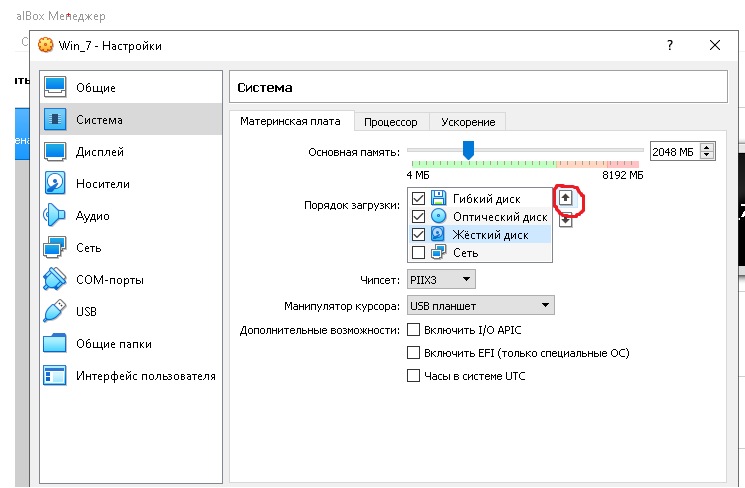 alBox Менеджер
Win_7 - Настройки
?
Общие
Система
Дисплей
Носители
Аудио
Сеть
COM-порты
USB
Общие папки
Интерфейс пользователя
Система
Материнская плата Процессор Ускорение
Основная память: 2048 МБ
4 МБ 8192 МБ
Порядок загрузки: Гибкий диск
Оптический диск
Жёсткий диск
Сеть
Чипсет: PIIX3
Манипулятор курсора: USB планшет
Дополнительные возможности: Включить I/O APIC
Включить EFI (только специальные ОС)
Часы в системе UTC